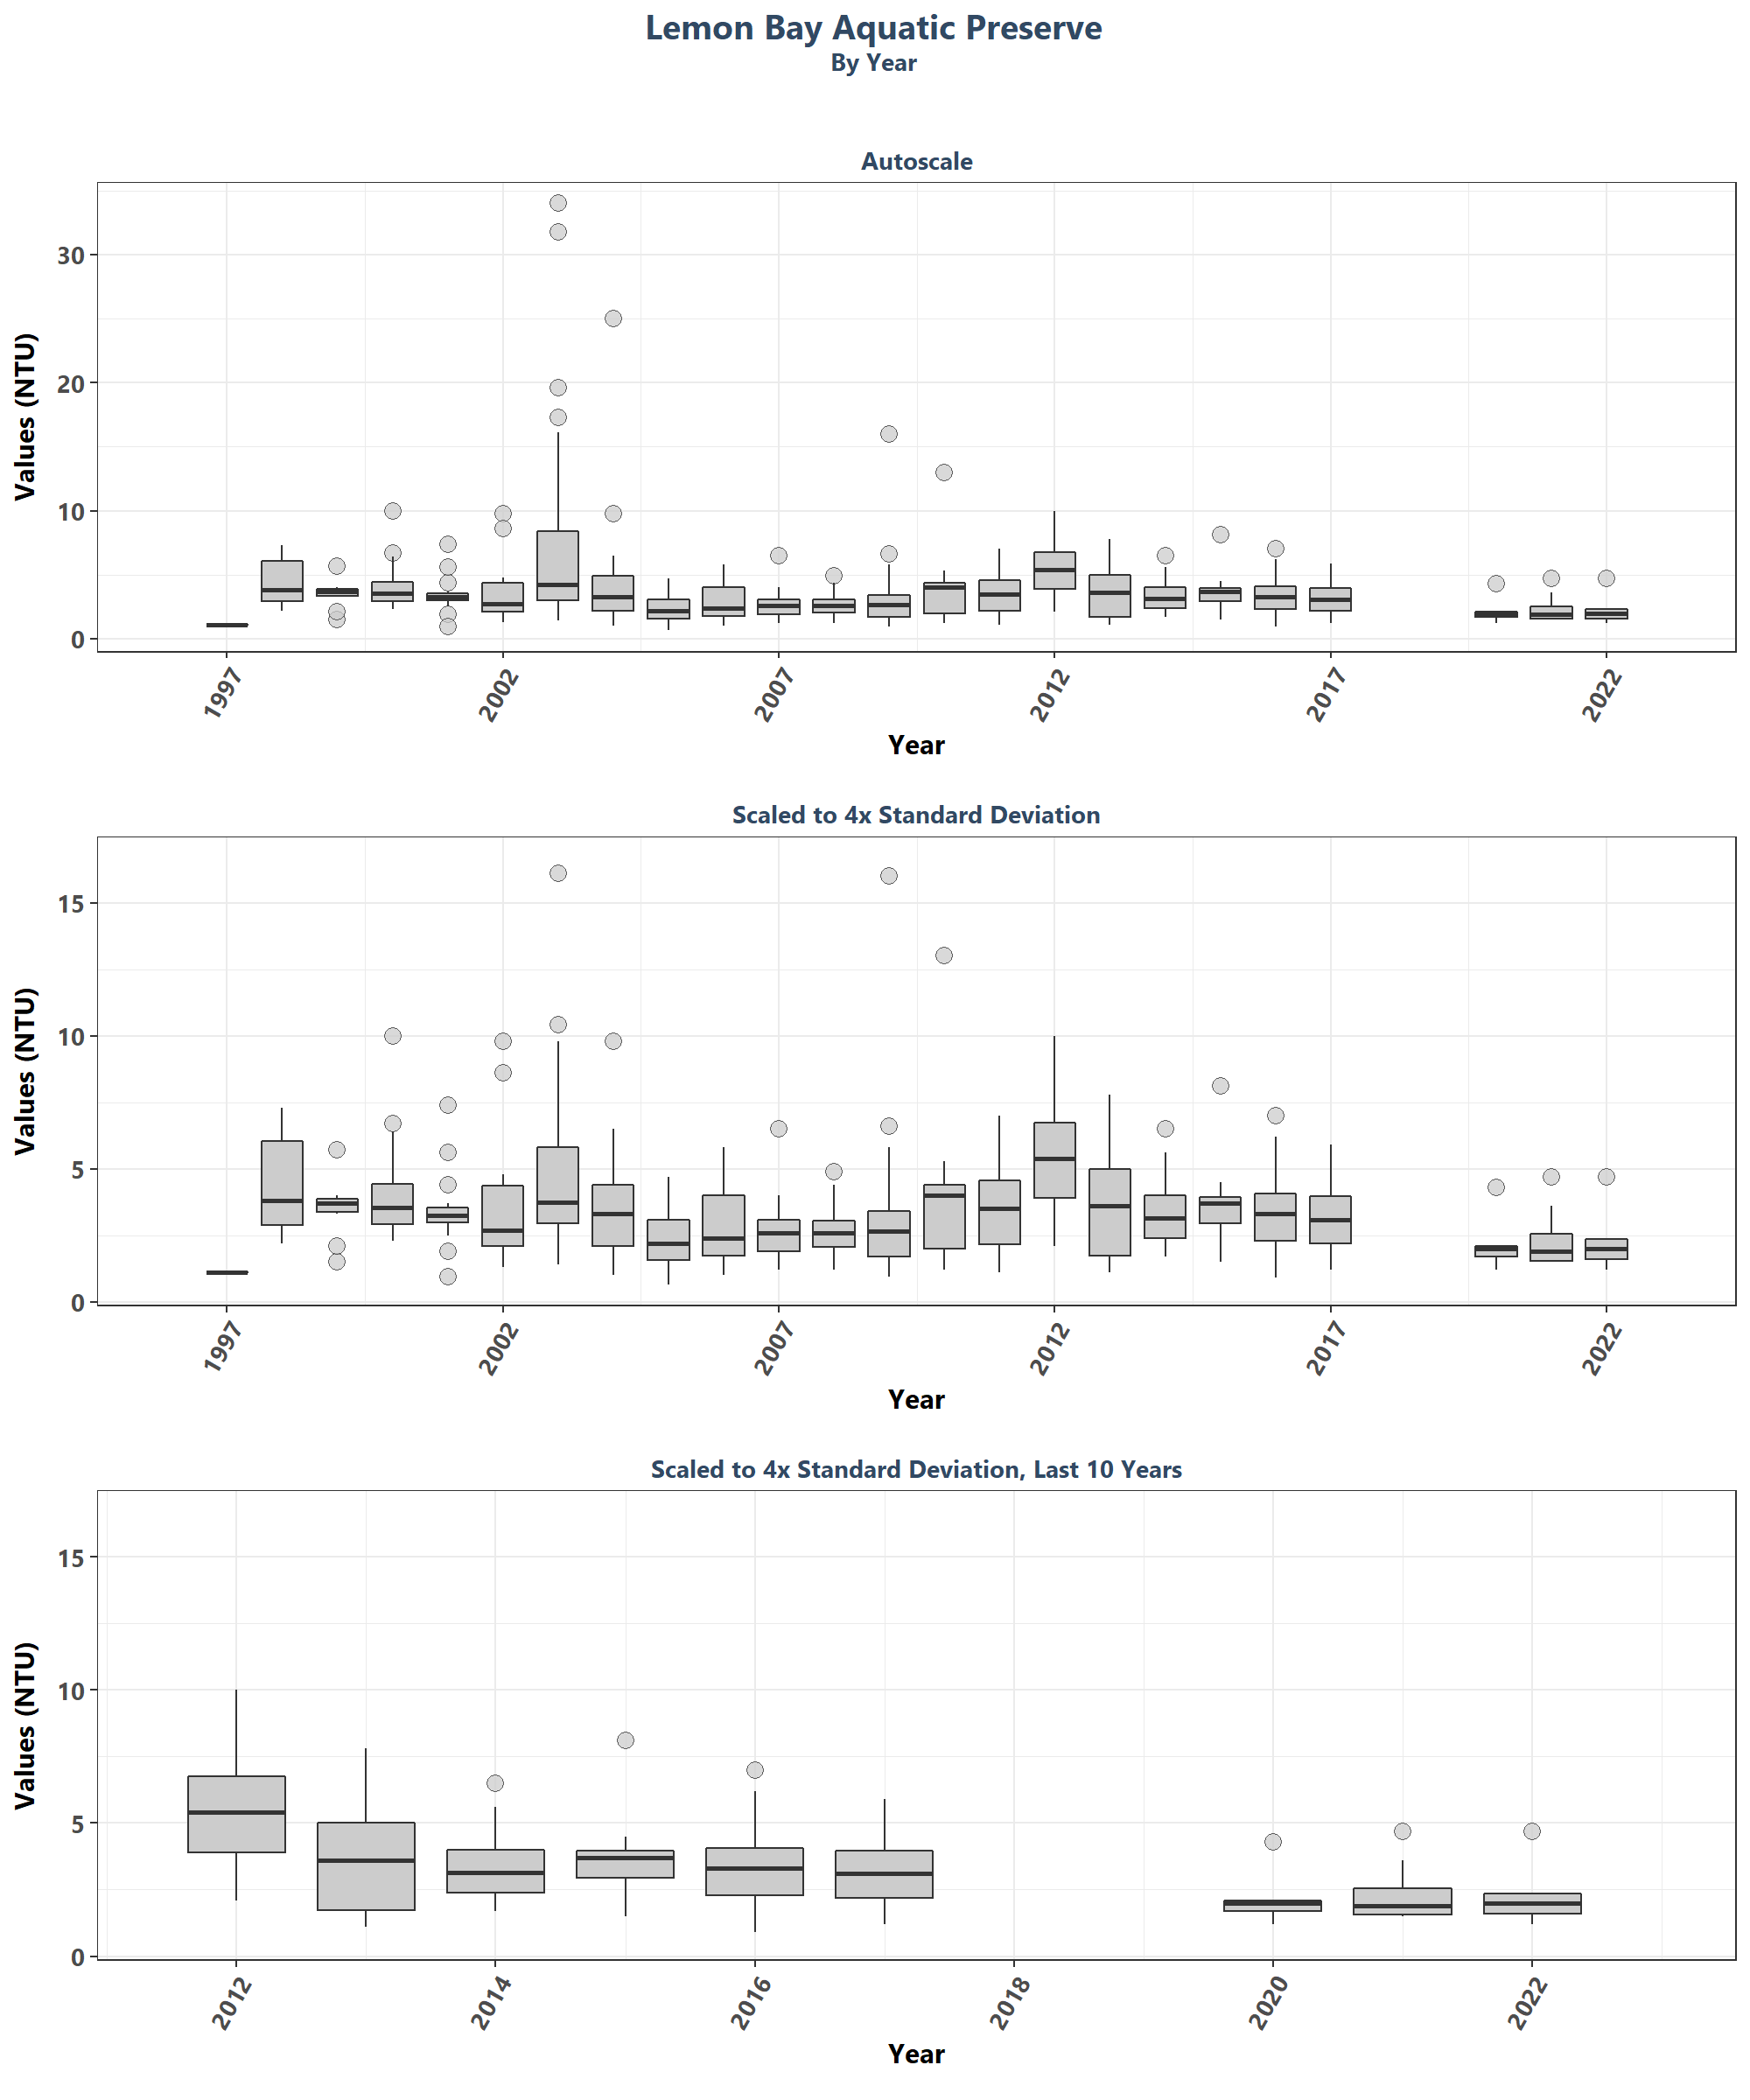 Lemon Bay Aquatic Preserve
By Year
Autoscale
Values (NTU)
30
20
10
0
1997
2002
2007
2012
2017
2022
Year
Scaled to 4x Standard Deviation
Values (NTU)
15
10
5
0
1997
2002
2007
2012
2017
2022
Year
Scaled to 4x Standard Deviation, Last 10 Years
Values (NTU)
15
10
5
0
2012
2014
2016
2018
2020
2022
Year